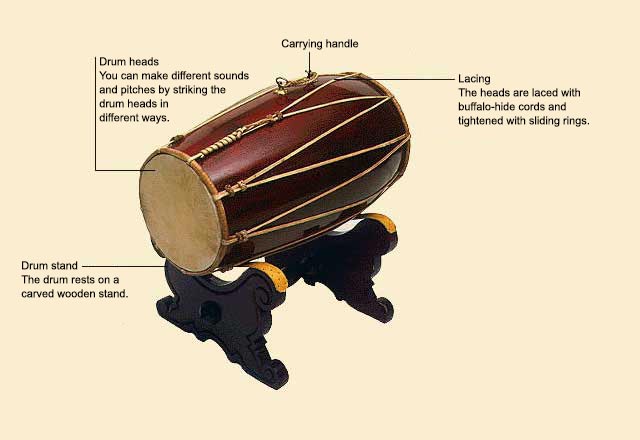 Carrying handle
Drum heads
You can make different sounds
and pitches by striking the
drum heads in
different ways.
Lacing
The heads are laced with
buffalo-hide cords and
tightened with sliding rings.
Drum stand
The drum rests on a
carved wooden stand.